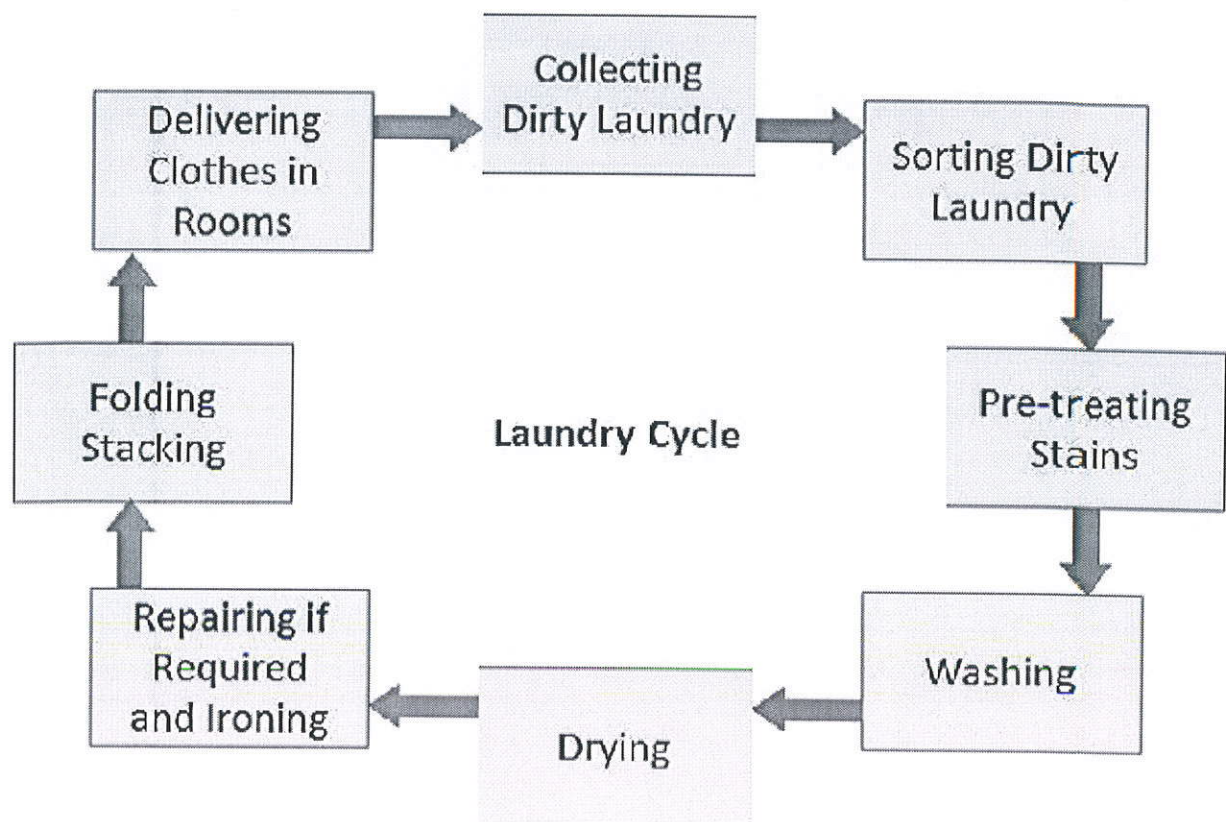 Collecting
Dirty Laundry
Sorting Dirty
Laundry
Pre-treating
Stains
Washing
Drying
Repairing if
Required
and Ironing
Folding
Stacking
Delivering
Clothes in
Rooms
Laundry Cycle